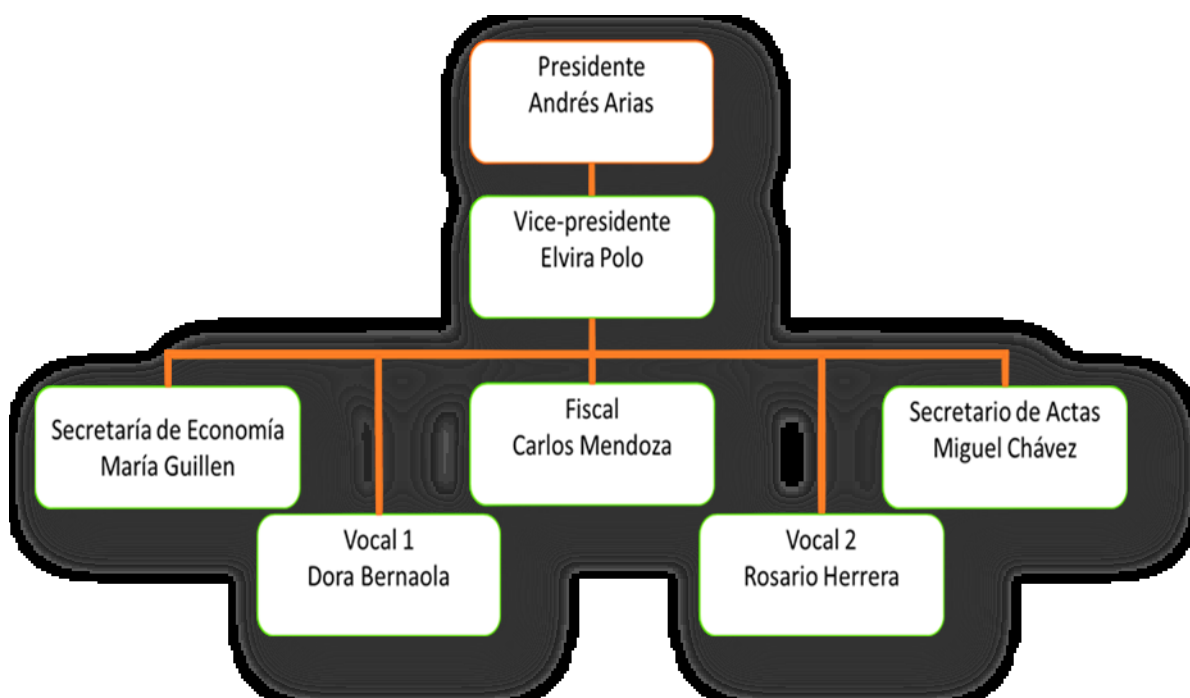 Presidente
Andrés Arias
Vice-presidente
Elvira Polo
Secretaría de Economía
María Guillen
Fiscal
Carlos Mendoza
Secretario de Actas
Miguel Chávez
Vocal 1
Dora Bernaola
Vocal 2
Rosario Herrera